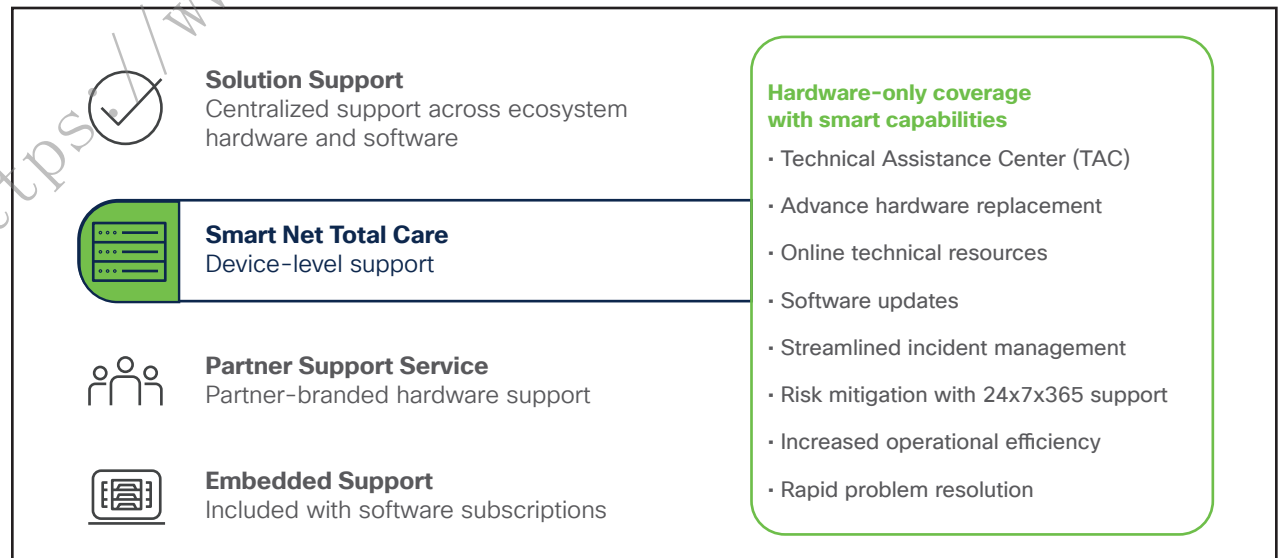 Solution Support
Centralized support across ecosystem
hardware and software
Smart Net Total Care
Device-level support
Partner Support Service
Partner-branded hardware support
Embedded Support
Included with software subscriptions
Hardware-only coverage
with smart capabilities
· Technical Assistance Center (TAC)
· Advance hardware replacement
· Online technical resources
· Software updates
· Streamlined incident management
· Risk mitigation with 24x7x365 support
· Increased operational efficiency
· Rapid problem resolution